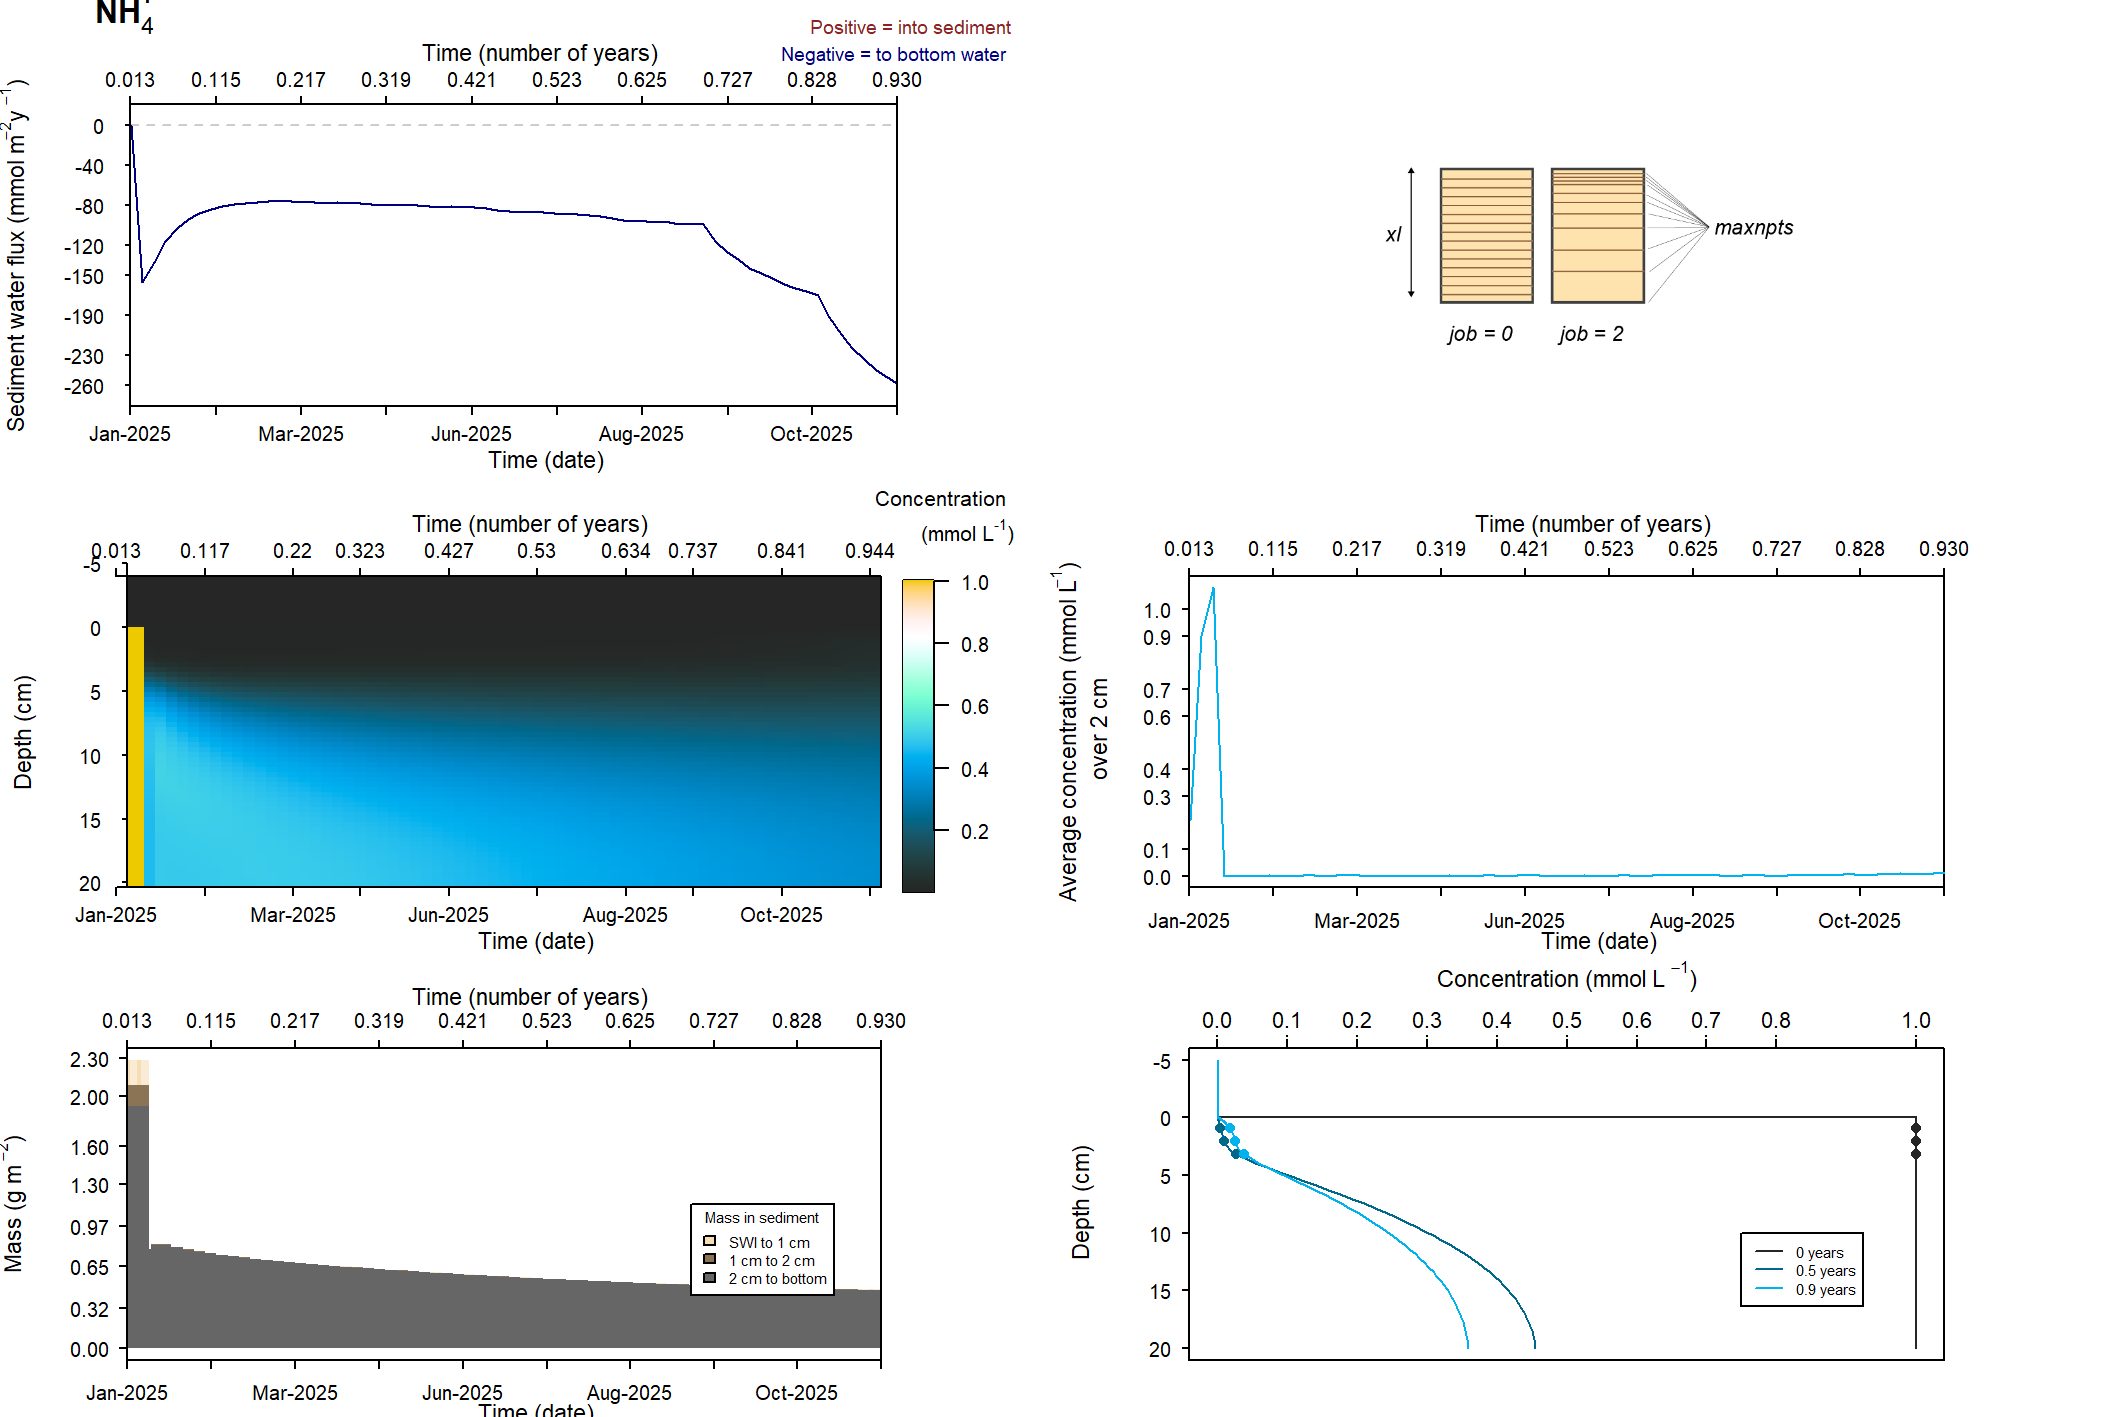 NH4+
Positive = into sediment
Negative = to bottom water
Time (number of years)
0.013 0.115 0.217 0.319 0.421 0.523 0.625 0.727 0.828 0.930
Sediment water flux (mmol m−2y−1)
0
-40
-80
-120
-150
-190
-230
-260
Jan-2025 Mar-2025 Jun-2025 Aug-2025 Oct-2025
Time (date)
xl
maxnpts
job = 0 job = 2
Concentration
(mmol L-1)
Time (number of years)
0.013 0.117 0.22 0.323 0.427 0.53 0.634 0.737 0.841 0.944
Depth (cm)
-5
0
5
10
15
20
1.0
0.8
0.6
0.4
0.2
Jan-2025 Mar-2025 Jun-2025 Aug-2025 Oct-2025
Time (date)
Time (number of years)
0.013 0.115 0.217 0.319 0.421 0.523 0.625 0.727 0.828 0.930
Average concentration (mmol L−1)
over 2 cm
1.0
0.9
0.7
0.6
0.4
0.3
0.1
0.0
Jan-2025 Mar-2025 Jun-2025 Aug-2025 Oct-2025
Time (date)
Time (number of years)
0.013 0.115 0.217 0.319 0.421 0.523 0.625 0.727 0.828 0.930
Mass (g m−2)
2.30
2.00
1.60
1.30
0.97
0.65
0.32
0.00
Mass in sediment
SWI to 1 cm
1 cm to 2 cm
2 cm to bottom
Jan-2025 Mar-2025 Jun-2025 Aug-2025 Oct-2025
Time (date)
Concentration (mmol L −1)
0.0 0.1 0.2 0.3 0.4 0.5 0.6 0.7 0.8 1.0
Depth (cm)
-5
0
5
10
15
20
0 years
0.5 years
0.9 years